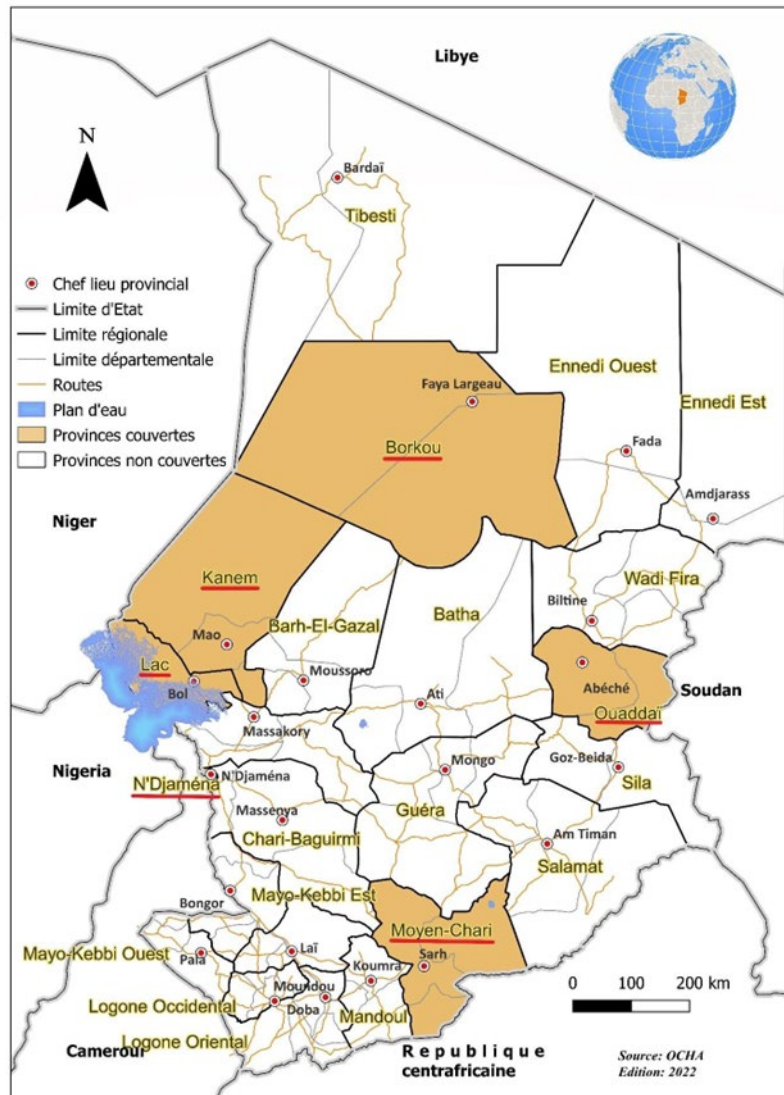 Libye
N
Bardaï
Tibesti
Chef lieu provincial
Limite d'Etat
Limite régionale
Limite départementale
Routes
Plan d'eau
Provinces couvertes
Provinces non couvertes
Ennedi Ouest
Faya Largeau
Ennedi Est
Borkou
Fada
Amdjarass
Niger
Kanem
Wadi Fira
Batha
Biltine
Barh-El-Gazal
Mao
Lac
Moussoro
Abéché
Soudan
Bol
Ati
Ouaddaï
Massakory
Nigeria
N'Djaména
N'Djaména
Mongo
Goz-Beida
Sila
Massenya
Guéra
Chari-Baguirmi
Am Timan
Salamat
Bongor
Mayo-Kebbi Est
Moyen-Chari
Mayo-Kebbi Ouest
Pala
Laï
Sarh
Koumra
Moundou
Logone Occidental
Doba
Mandoul
0 100 200 km
Logone Oriental
Cameroun
Republique
centrafricaine
Source: OCHA
Edition: 2022